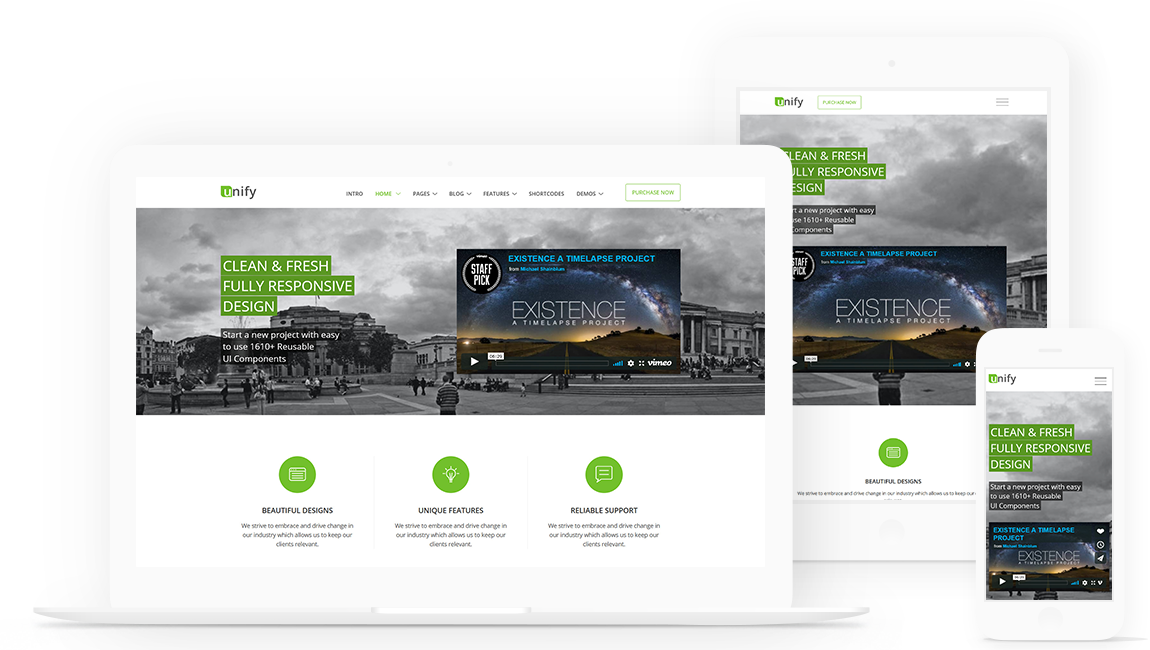 unify
INTRO HOME PAGES BLOG FEATURES SHORTCODES DEMOS PURCHASE NOW
CLEAN & FRESH
FULLY RESPONSIVE
DESIGN
Start a new project with easy
to use 1610+ Reusable
UI Components
vimeo
STAFF
PICK
EXISTENCE A TIMELAPSE PROJECT
from Michael Shainblum
EXISTENCE
A TIMELAPSE PROJECT
06:29
vimeo
BEAUTIFUL DESIGNS
We strive to embrace and drive change in
our industry which allows us to keep our
clients relevant.
UNIQUE FEATURES
We strive to embrace and drive change in
our industry which allows us to keep our
clients relevant.
RELIABLE SUPPORT
We strive to embrace and drive change in
our industry which allows us to keep our
clients relevant.
unify PURCHASE NOW
LEAN & FRESH
ULLY RESPONSIVE
ESIGN
rt a new project with easy
use 1610+ Reusable
Components
STAFF
PICK
EXISTENCE A TIMELAPSE PROJECT
from Michael Shainblum
EXISTENCE
A TIMELAPSE PROJECT
06:29
BEAUTIFUL DESIGNS
We strive to embrace and drive change in our industry which allows us to keep our
unify
CLEAN & FRESH
FULLY RESPONSIVE
DESIGN
Start a new project with easy
to use 1610+ Reusable
UI Components
EXISTENCE A TIMELAPSE
PROJECT
from Michael Shainblum
EXISTENCE
A TIMELAPSE PROJECT
06:29